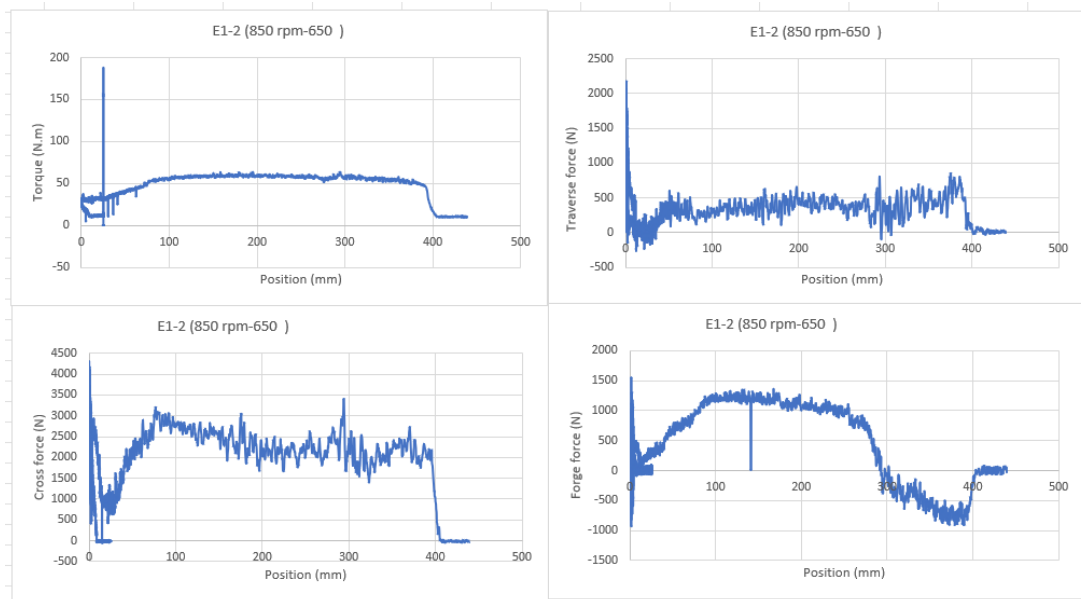 E1-2 (850 rpm-650  )
200
150
100
50
0
-50
0 100 200 300 400 500
Torque (N.m)
Position (mm)
E1-2 (850 rpm-650  )
2500
2000
1500
1000
500
0
-500
0 100 200 300 400 500
Traverse force (N)
Position (mm)
E1-2 (850 rpm-650  )
4500
4000
3500
3000
2500
2000
1500
1000
500
0
-500
0 100 200 300 400 500
Cross force (N)
Position (mm)
E1-2 (850 rpm-650  )
2000
1500
1000
500
0
-500
-1000
-1500
0 100 200 300 400 500
Forge force (N)
Position (mm)